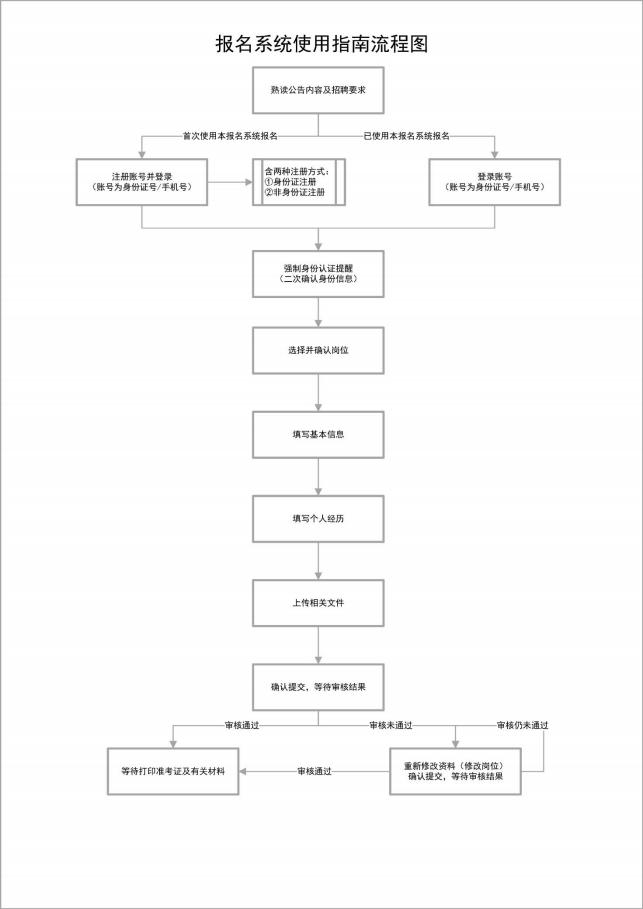 报名系统使用指南流程图
熟读公告内容及招聘要求
首次使用本报名系统报名
已使用本报名系统报名
注册账号并登录
（账号为身份证号/手机号）
含两种注册方式：
①身份证注册
②非身份证注册
登录账号
（账号为身份证号/手机号）
强制身份认证提醒
（二次确认身份信息）
选择并确认岗位
填写基本信息
填写个人经历
上传相关文件
确认提交，等待审核结果
审核通过
审核未通过
审核仍未通过
等待打印准考证及有关材料
审核通过
重新修改资料（修改岗位）
确认提交，等待审核结果